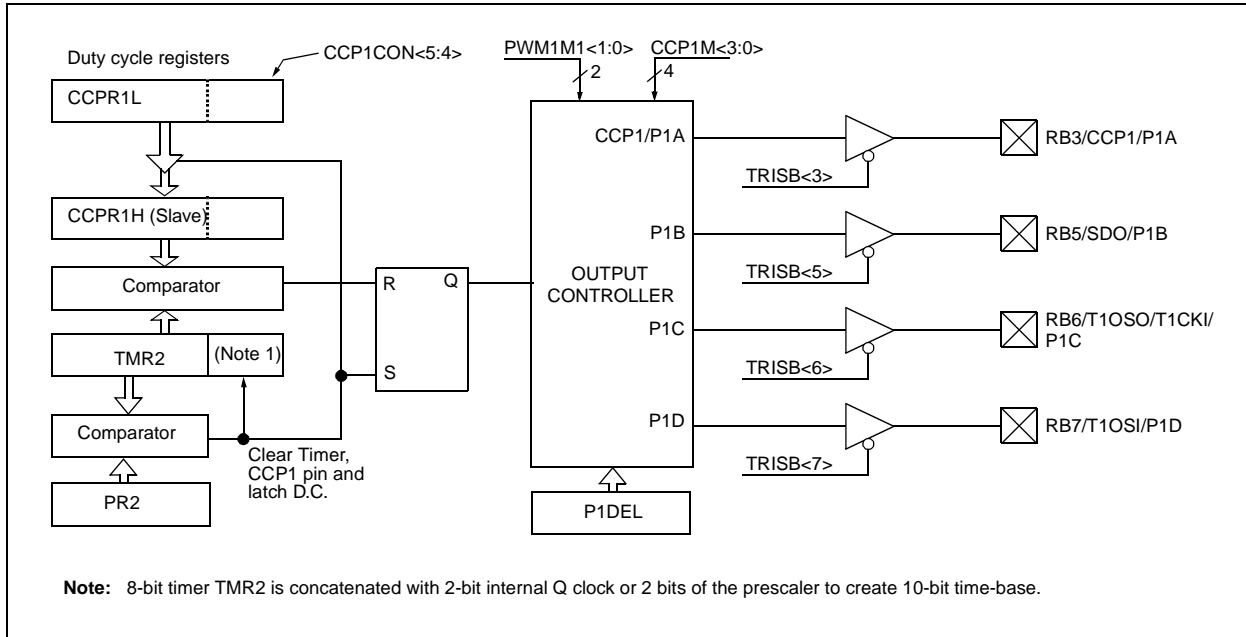 Duty cycle registers
CCP1CON<5:4>
PWM1M1<1:0>
CCP1M<3:0>
2
4
CCPR1L
CCP1/P1A
RB3/CCP1/P1A
TRISB<3>
CCPR1H (Slave)
P1B
RB5/SDO/P1B
TRISB<5>
Comparator
R
Q
OUTPUT
CONTROLLER
TMR2
(Note 1)
S
P1C
RB6/T1OSO/T1CKI/
P1C
TRISB<6>
Comparator
Clear Timer,
CCP1 pin and
latch D.C.
P1D
RB7/T1OSI/P1D
TRISB<7>
PR2
P1DEL
Note: 8-bit timer TMR2 is concatenated with 2-bit internal Q clock or 2 bits of the prescaler to create 10-bit time-base.